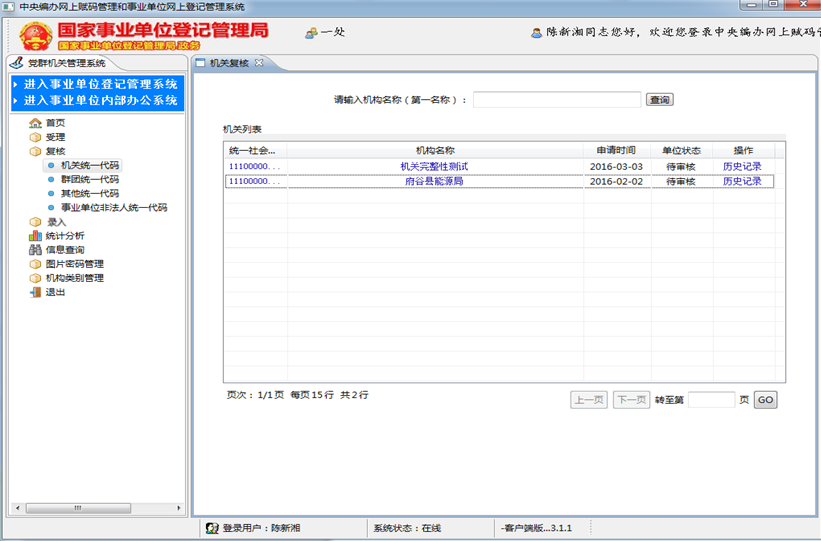 中央编办网上赋码管理和事业单位网上登记管理系统
国家事业单位登记管理局
国家事业单位登记管理局.政务
一处
陈新湘同志您好，欢迎您登录中央编办网上赋码
党群机关管理系统
机关复核
进入事业单位登记管理系统
进入事业单位内部办公系统
首页
受理
复核
机关统一代码
群团统一代码
其他统一代码
事业单位非法人统一代码
录入
统计分析
信息查询
图片密码管理
机构类别管理
退出
请输入机构名称（第一名称）：
查询
机关列表
统一社会... 机构名称 申请时间 单位状态 操作
11100000... 机关完整性测试 2016-03-03 待审核 历史记录
11100000... 府谷县能源局 2016-02-02 待审核 历史记录
页次：1/1页 每页15行 共2行
上一页 下一页 转至第 页 GO
登录用户：陈新湘
系统状态：在线
-客户端版...3.1.1